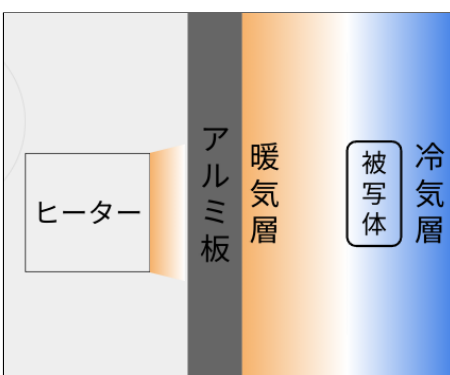 ヒーター
アルミ板
暖気層
被写体
冷気層